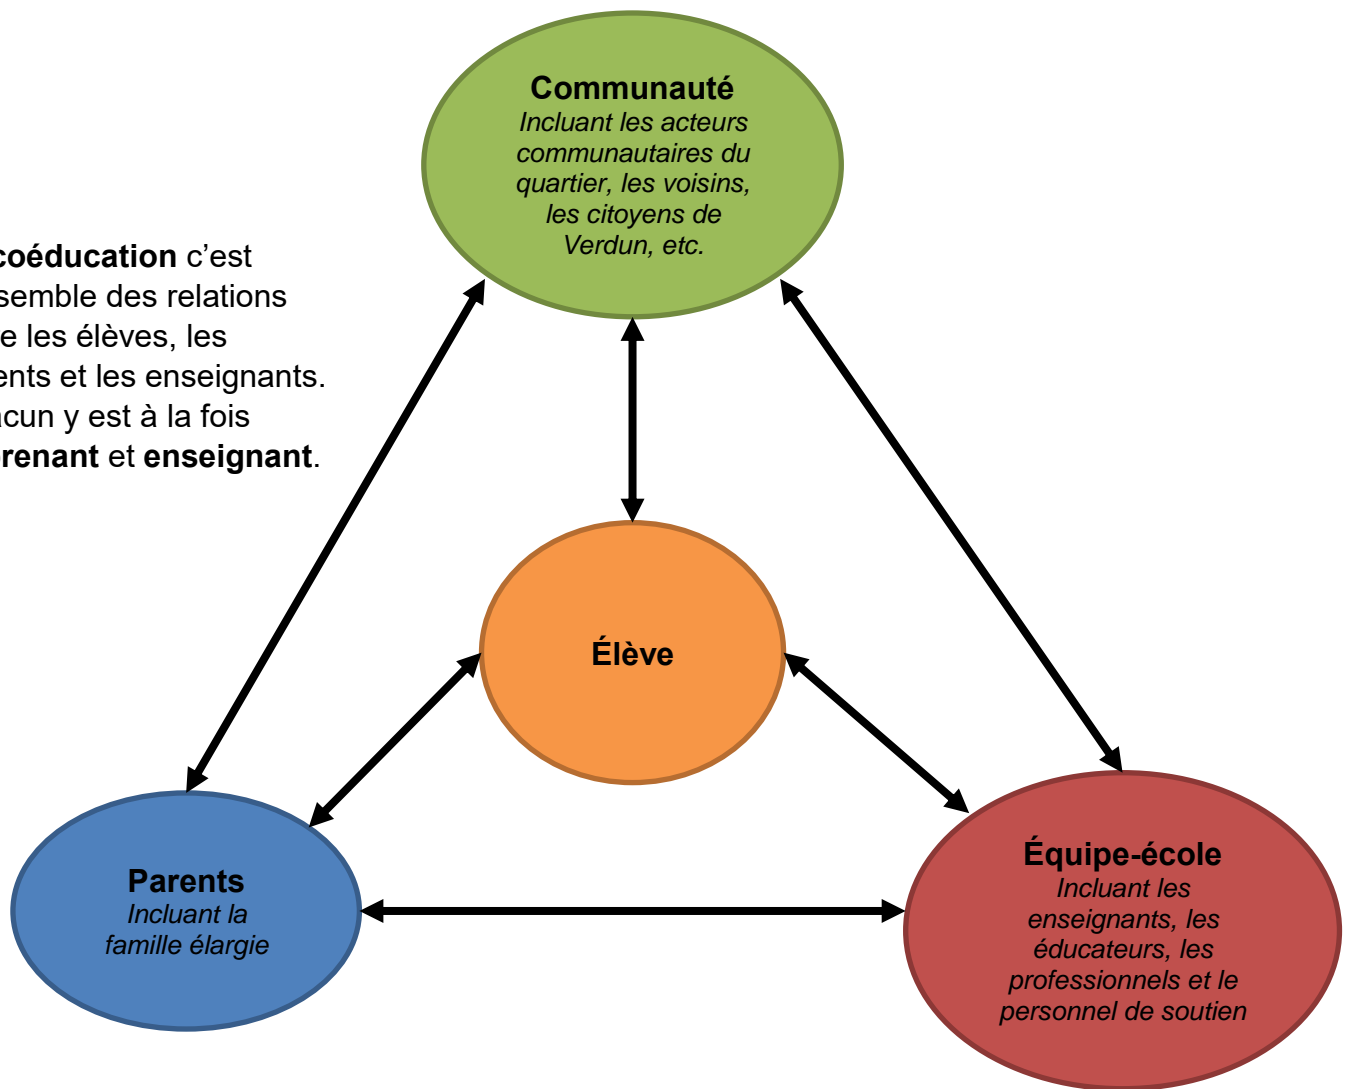 Communauté
Incluant les acteurs
communautaires du
quartier, les voisins,
les citoyens de
Verdun, etc.
coéducation c’est
semble des relations
e les élèves, les
ents et les enseignants.
acun y est à la fois
renant et enseignant.
Élève
Parents
Incluant la
famille élargie
Équipe-école
Incluant les
enseignants, les
éducateurs, les
professionnels et le
personnel de soutien